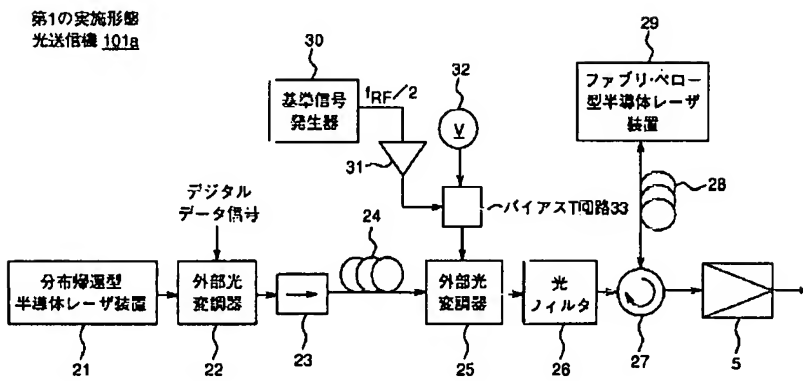 第1の実施形態
光送信機 101a
30
基準信号
発生器
fRF/2
31
32
V
バイアスT回路33
29
ファブリ・ペロー
型半導体レーザ
装置
28
デジタル
データ信号
24
分布帰還型
半導体レーザ装置
外部光
変調器
外部光
変調器
光
フィルタ
21
22
23
25
26
27
5